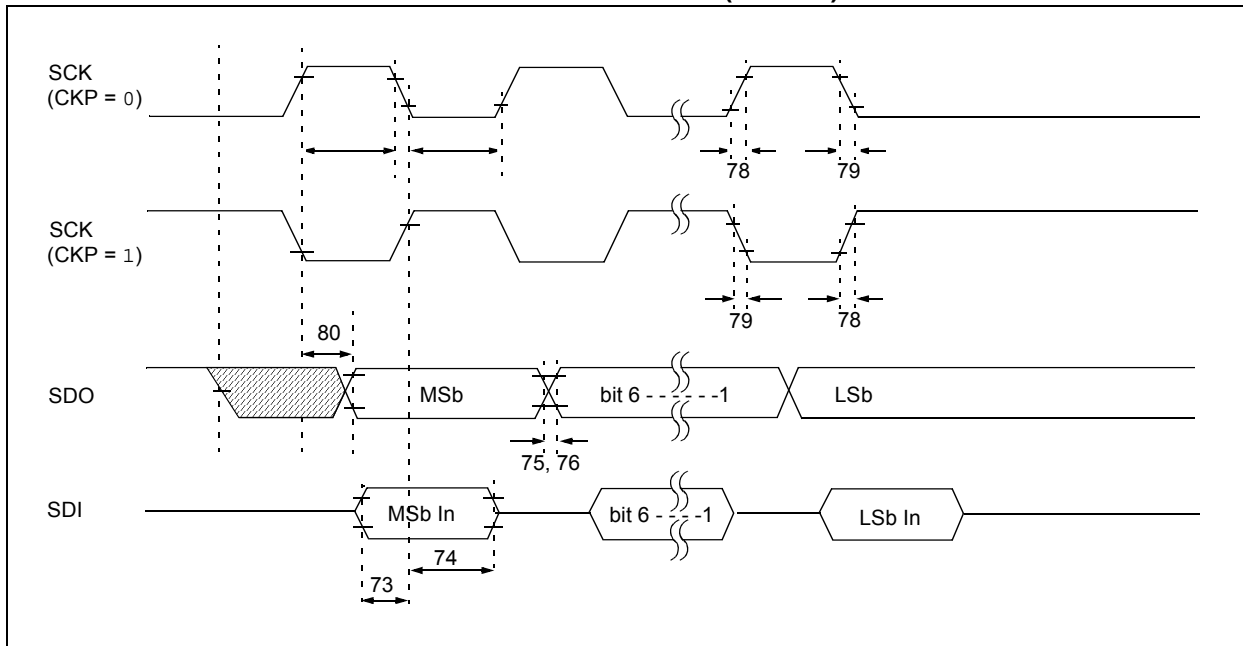 SCK
(CKP = 0)
78
79
SCK
(CKP = 1)
79
78
80
SDO
MSb
bit 6 - - - - - -1
LSb
75, 76
SDI
MSb In
bit 6 - - - - -1
LSb In
74
73